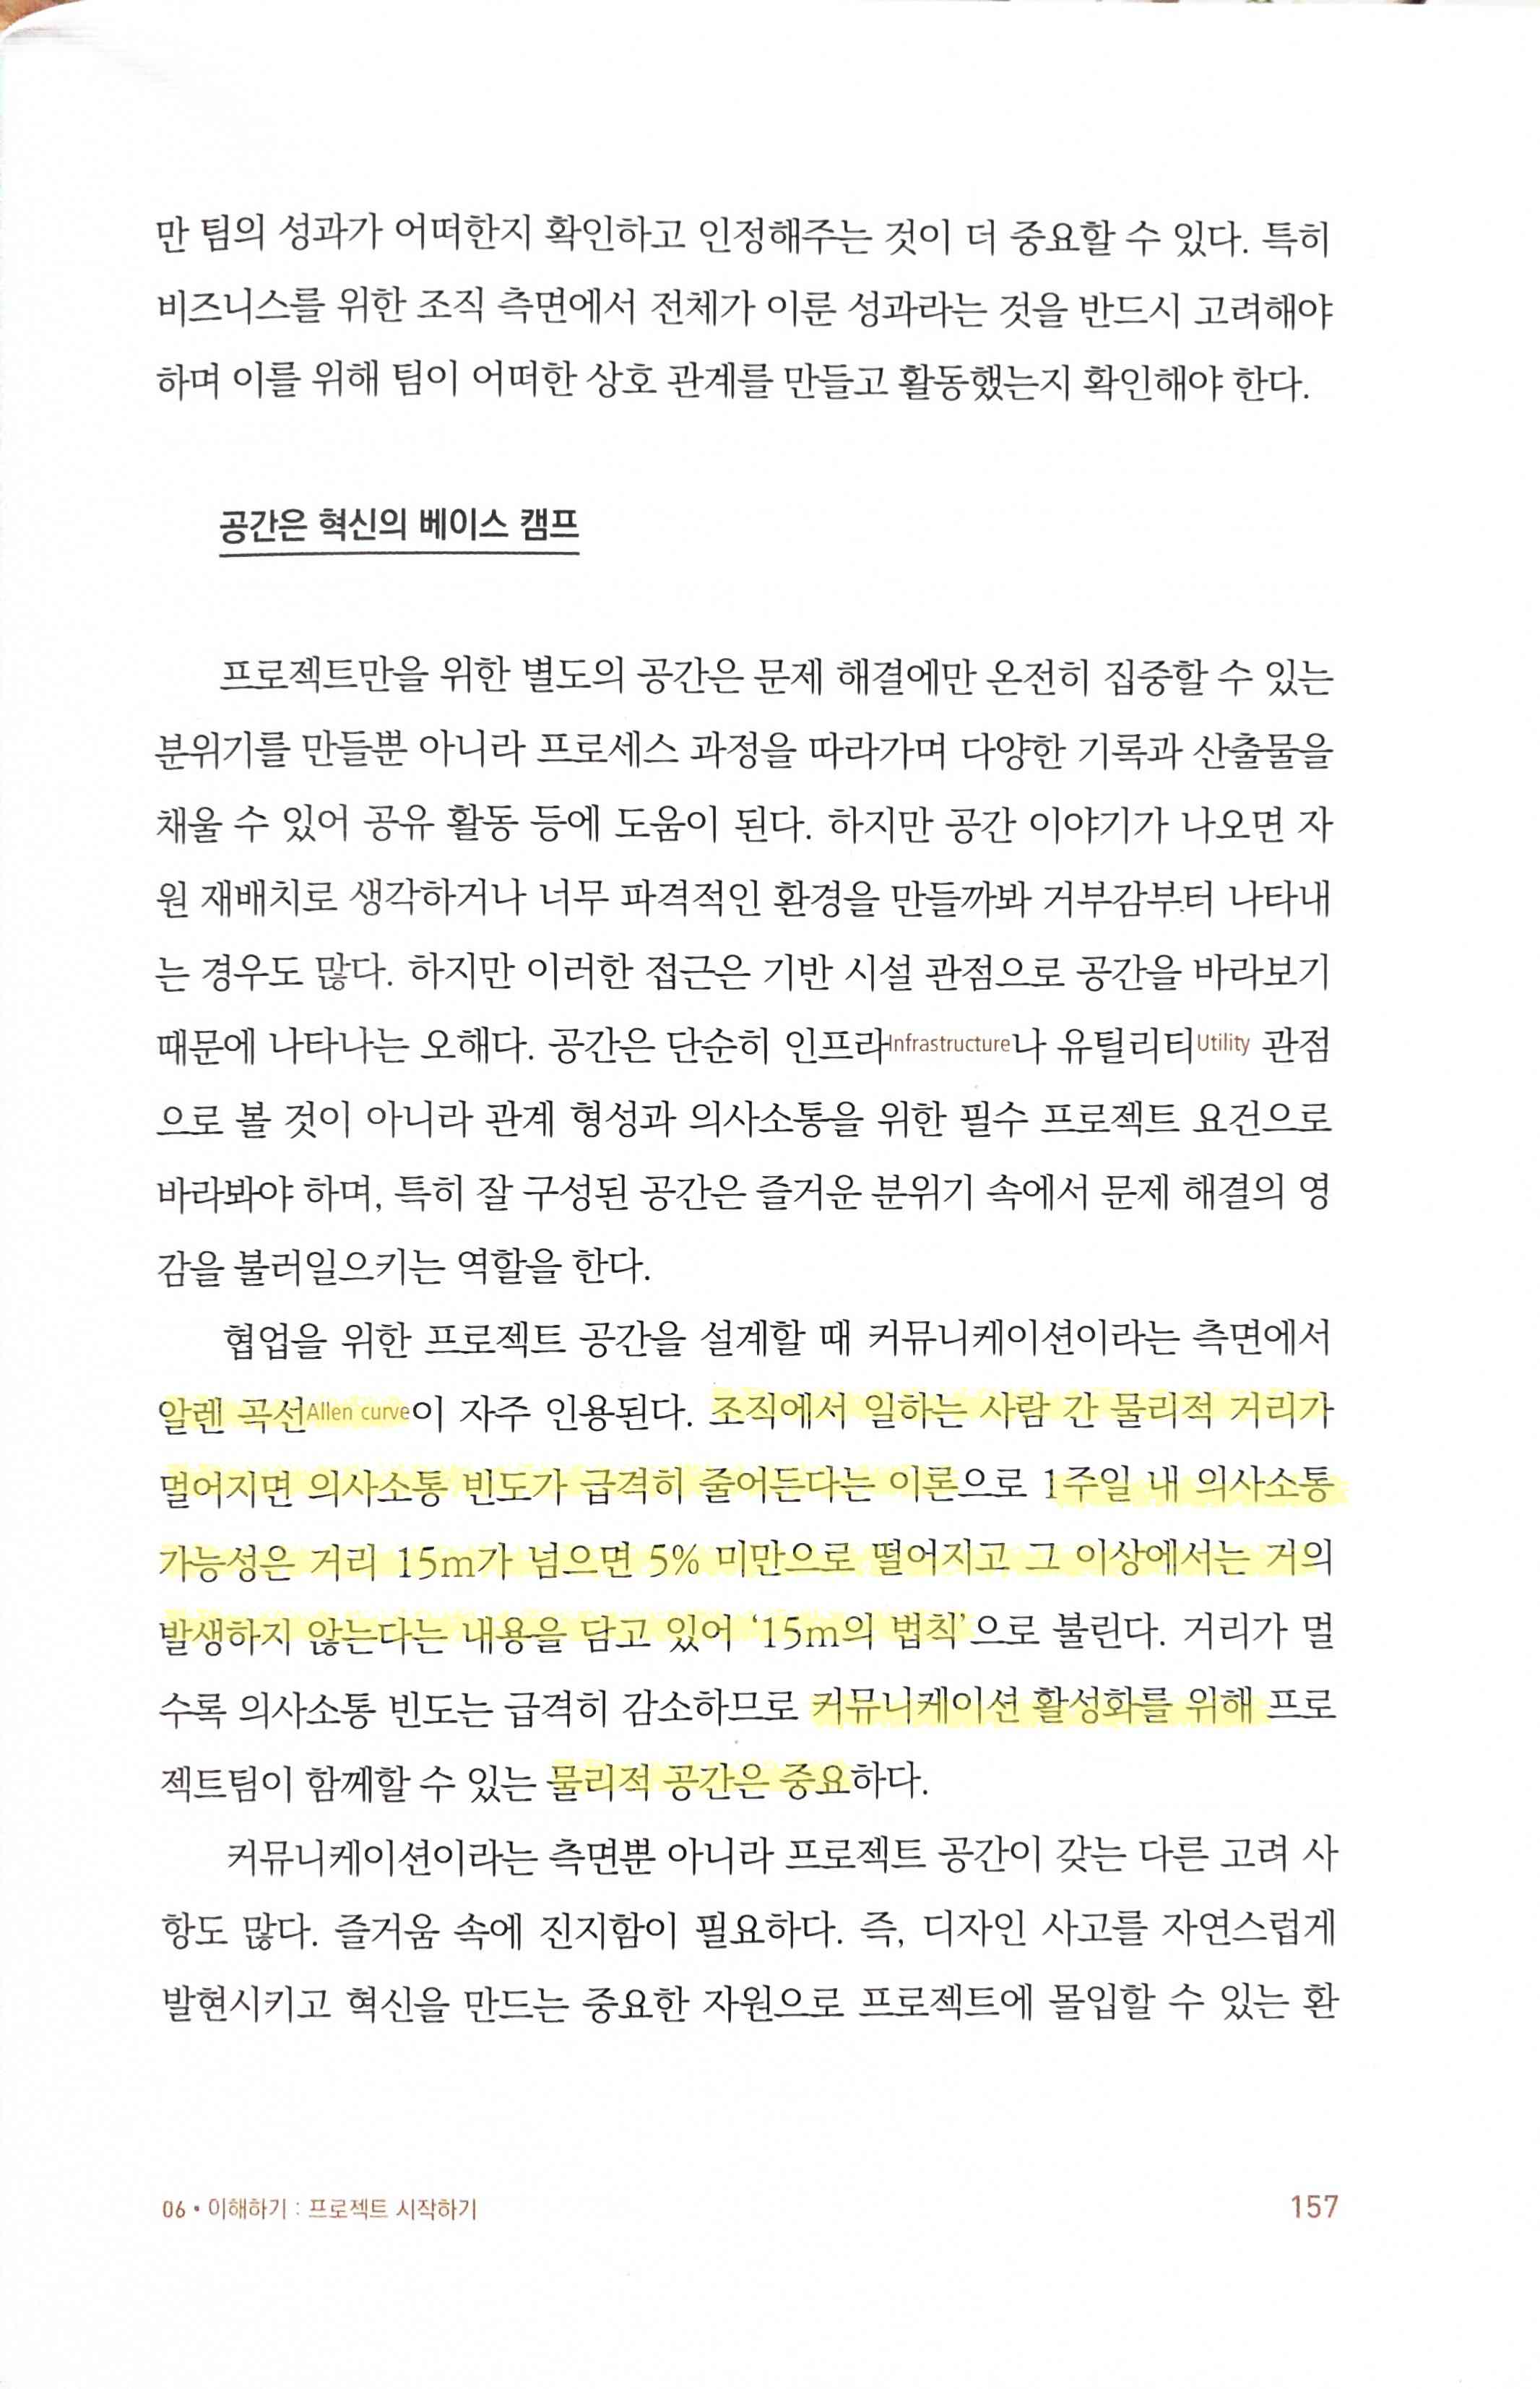 만 팀의 성과가 어떠한지 확인하고 인정해주는 것이 더 중요할 수 있다. 특히
비즈니스를 위한 조직 측면에서 전체가 이룬 성과라는 것을 반드시 고려해야
하며 이를 위해 팀이 어떠한 상호 관계를 만들고 활동했는지 확인해야 한다.
공간은 혁신의 베이스 캠프
프로젝트만을 위한 별도의 공간은 문제 해결에만 온전히 집중할 수 있는
분위기를 만들뿐 아니라 프로세스 과정을 따라가며 다양한 기록과 산출물을
채울 수 있어 공유 활동 등에 도움이 된다. 하지만 공간 이야기가 나오면 자
원 재배치로 생각하거나 너무 파격적인 환경을 만들까봐 거부감부터 나타내
는 경우도 많다. 하지만 이러한 접근은 기반 시설 관점으로 공간을 바라보기
때문에 나타나는 오해다. 공간은 단순히 인프라Infrastructure나 유틸리티Utility 관점
으로 볼 것이 아니라 관계 형성과 의사소통을 위한 필수 프로젝트 요건으로
바라봐야 하며, 특히 잘 구성된 공간은 즐거운 분위기 속에서 문제 해결의 영
감을 불러일으키는 역할을 한다.
협업을 위한 프로젝트 공간을 설계할 때 커뮤니케이션이라는 측면에서
알렌 곡선Allen curve이 자주 인용된다. 조직에서 일하는 사람 간 물리적 거리가
멀어지면 의사소통 빈도가 급격히 줄어든다는 이론으로 1주일 내 의사소통
가능성은 거리 15m가 넘으면 5% 미만으로 떨어지고 그 이상에서는 거의
발생하지 않는다는 내용을 담고 있어 ‘15m의 법칙’으로 불린다. 거리가 멀
수록 의사소통 빈도는 급격히 감소하므로 커뮤니케이션 활성화를 위해 프로
젝트팀이 함께할 수 있는 물리적 공간은 중요하다.
커뮤니케이션이라는 측면뿐 아니라 프로젝트 공간이 갖는 다른 고려 사
항도 많다. 즐거움 속에 진지함이 필요하다. 즉, 디자인 사고를 자연스럽게
발현시키고 혁신을 만드는 중요한 자원으로 프로젝트에 몰입할 수 있는 환
06 • 이해하기 : 프로젝트 시작하기
157